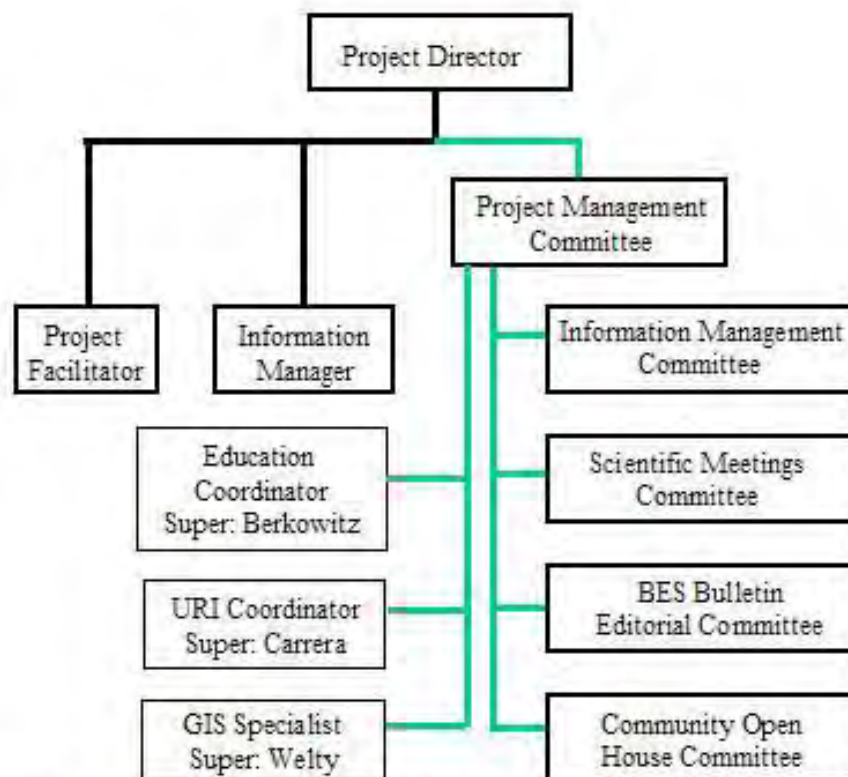 Project Director
Project Management
Committee
Project
Facilitator
Information
Manager
Information Management
Committee
Education
Coordinator
Super: Berkowitz
Scientific Meetings
Committee
URI Coordinator
Super: Carrera
BES Bulletin
Editorial Committee
GIS Specialist
Super: Welty
Community Open
House Committee